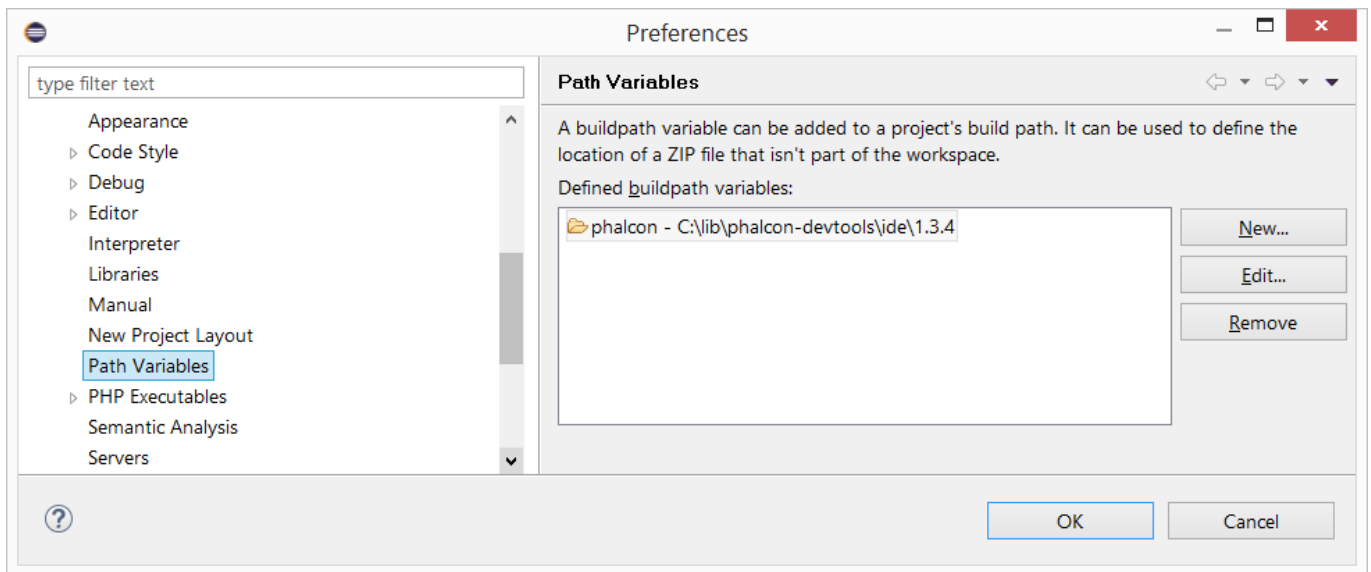 Preferences
type filter text
Appearance
Code Style
Debug
Editor
Interpreter
Libraries
Manual
New Project Layout
Path Variables
PHP Executables
Semantic Analysis
Servers
Path Variables
A buildpath variable can be added to a project's build path. It can be used to define the
location of a ZIP file that isn't part of the workspace.
Defined buildpath variables:
phalcon - C:\lib\phalcon-devtools\ide\1.3.4
New...
Edit...
Remove
OK
Cancel